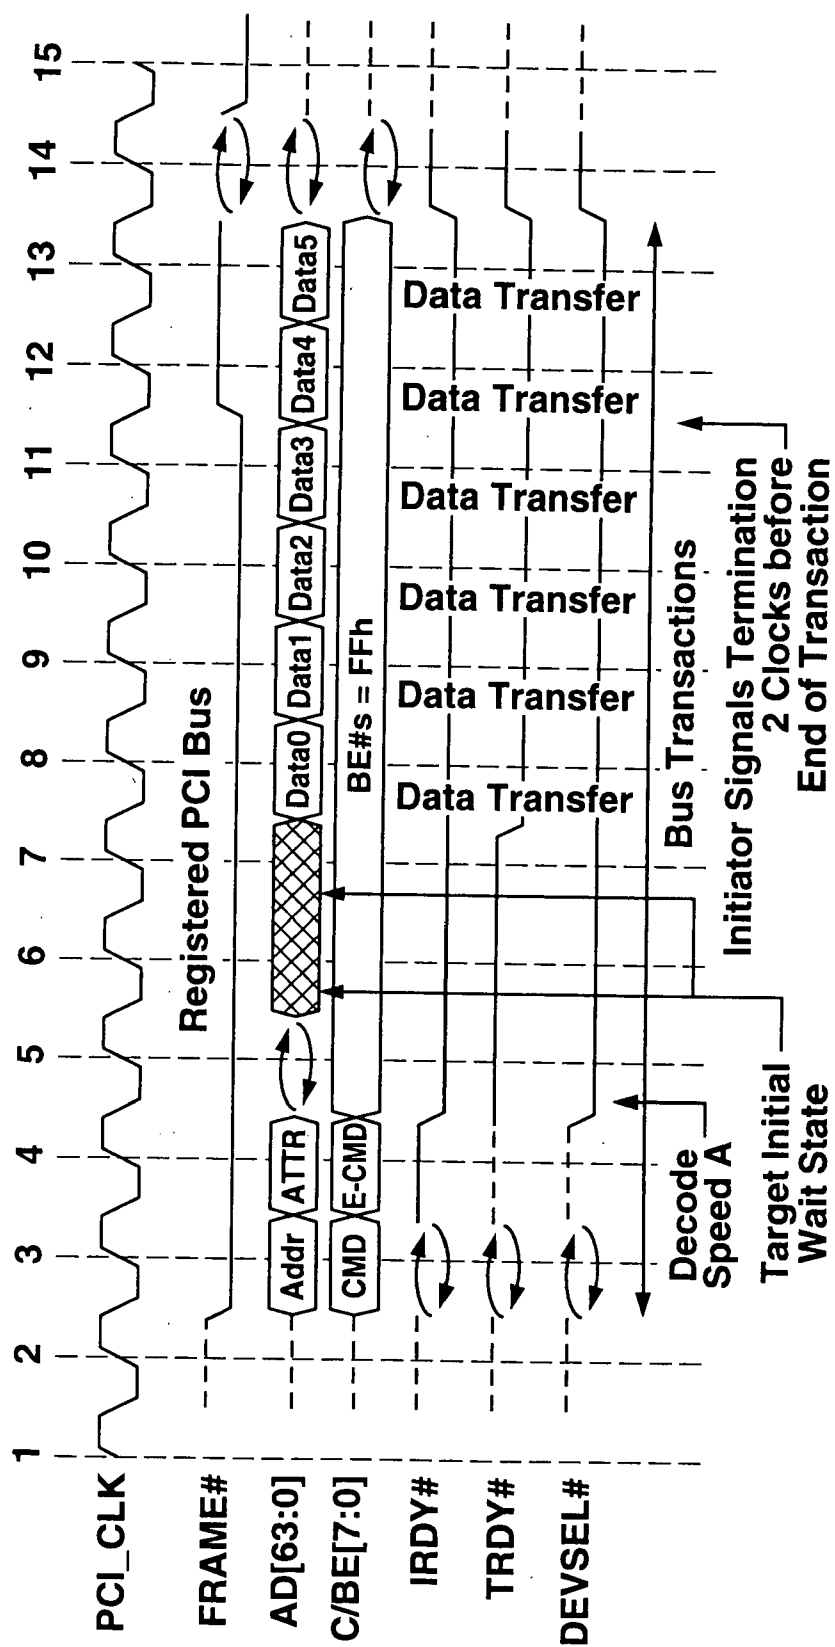 1 2 3 4 5 6 7 8 9 10 11 12 13 14 15
PCI_CLK
FRAME#
Registered PCI Bus
AD[63:0]
Addr ATTR Data0 Data1 Data2 Data3 Data4 Data5
C/BE[7:0]
CMD E-CMD BE#s = FFh
IRDY#
TRDY#
DEVSEL#
Data Transfer Data Transfer Data Transfer Data Transfer Data Transfer Data Transfer
Bus Transactions
Decode
Speed A
Initiator Signals Termination
2 Clocks before
End of Transaction
Target Initial
Wait State